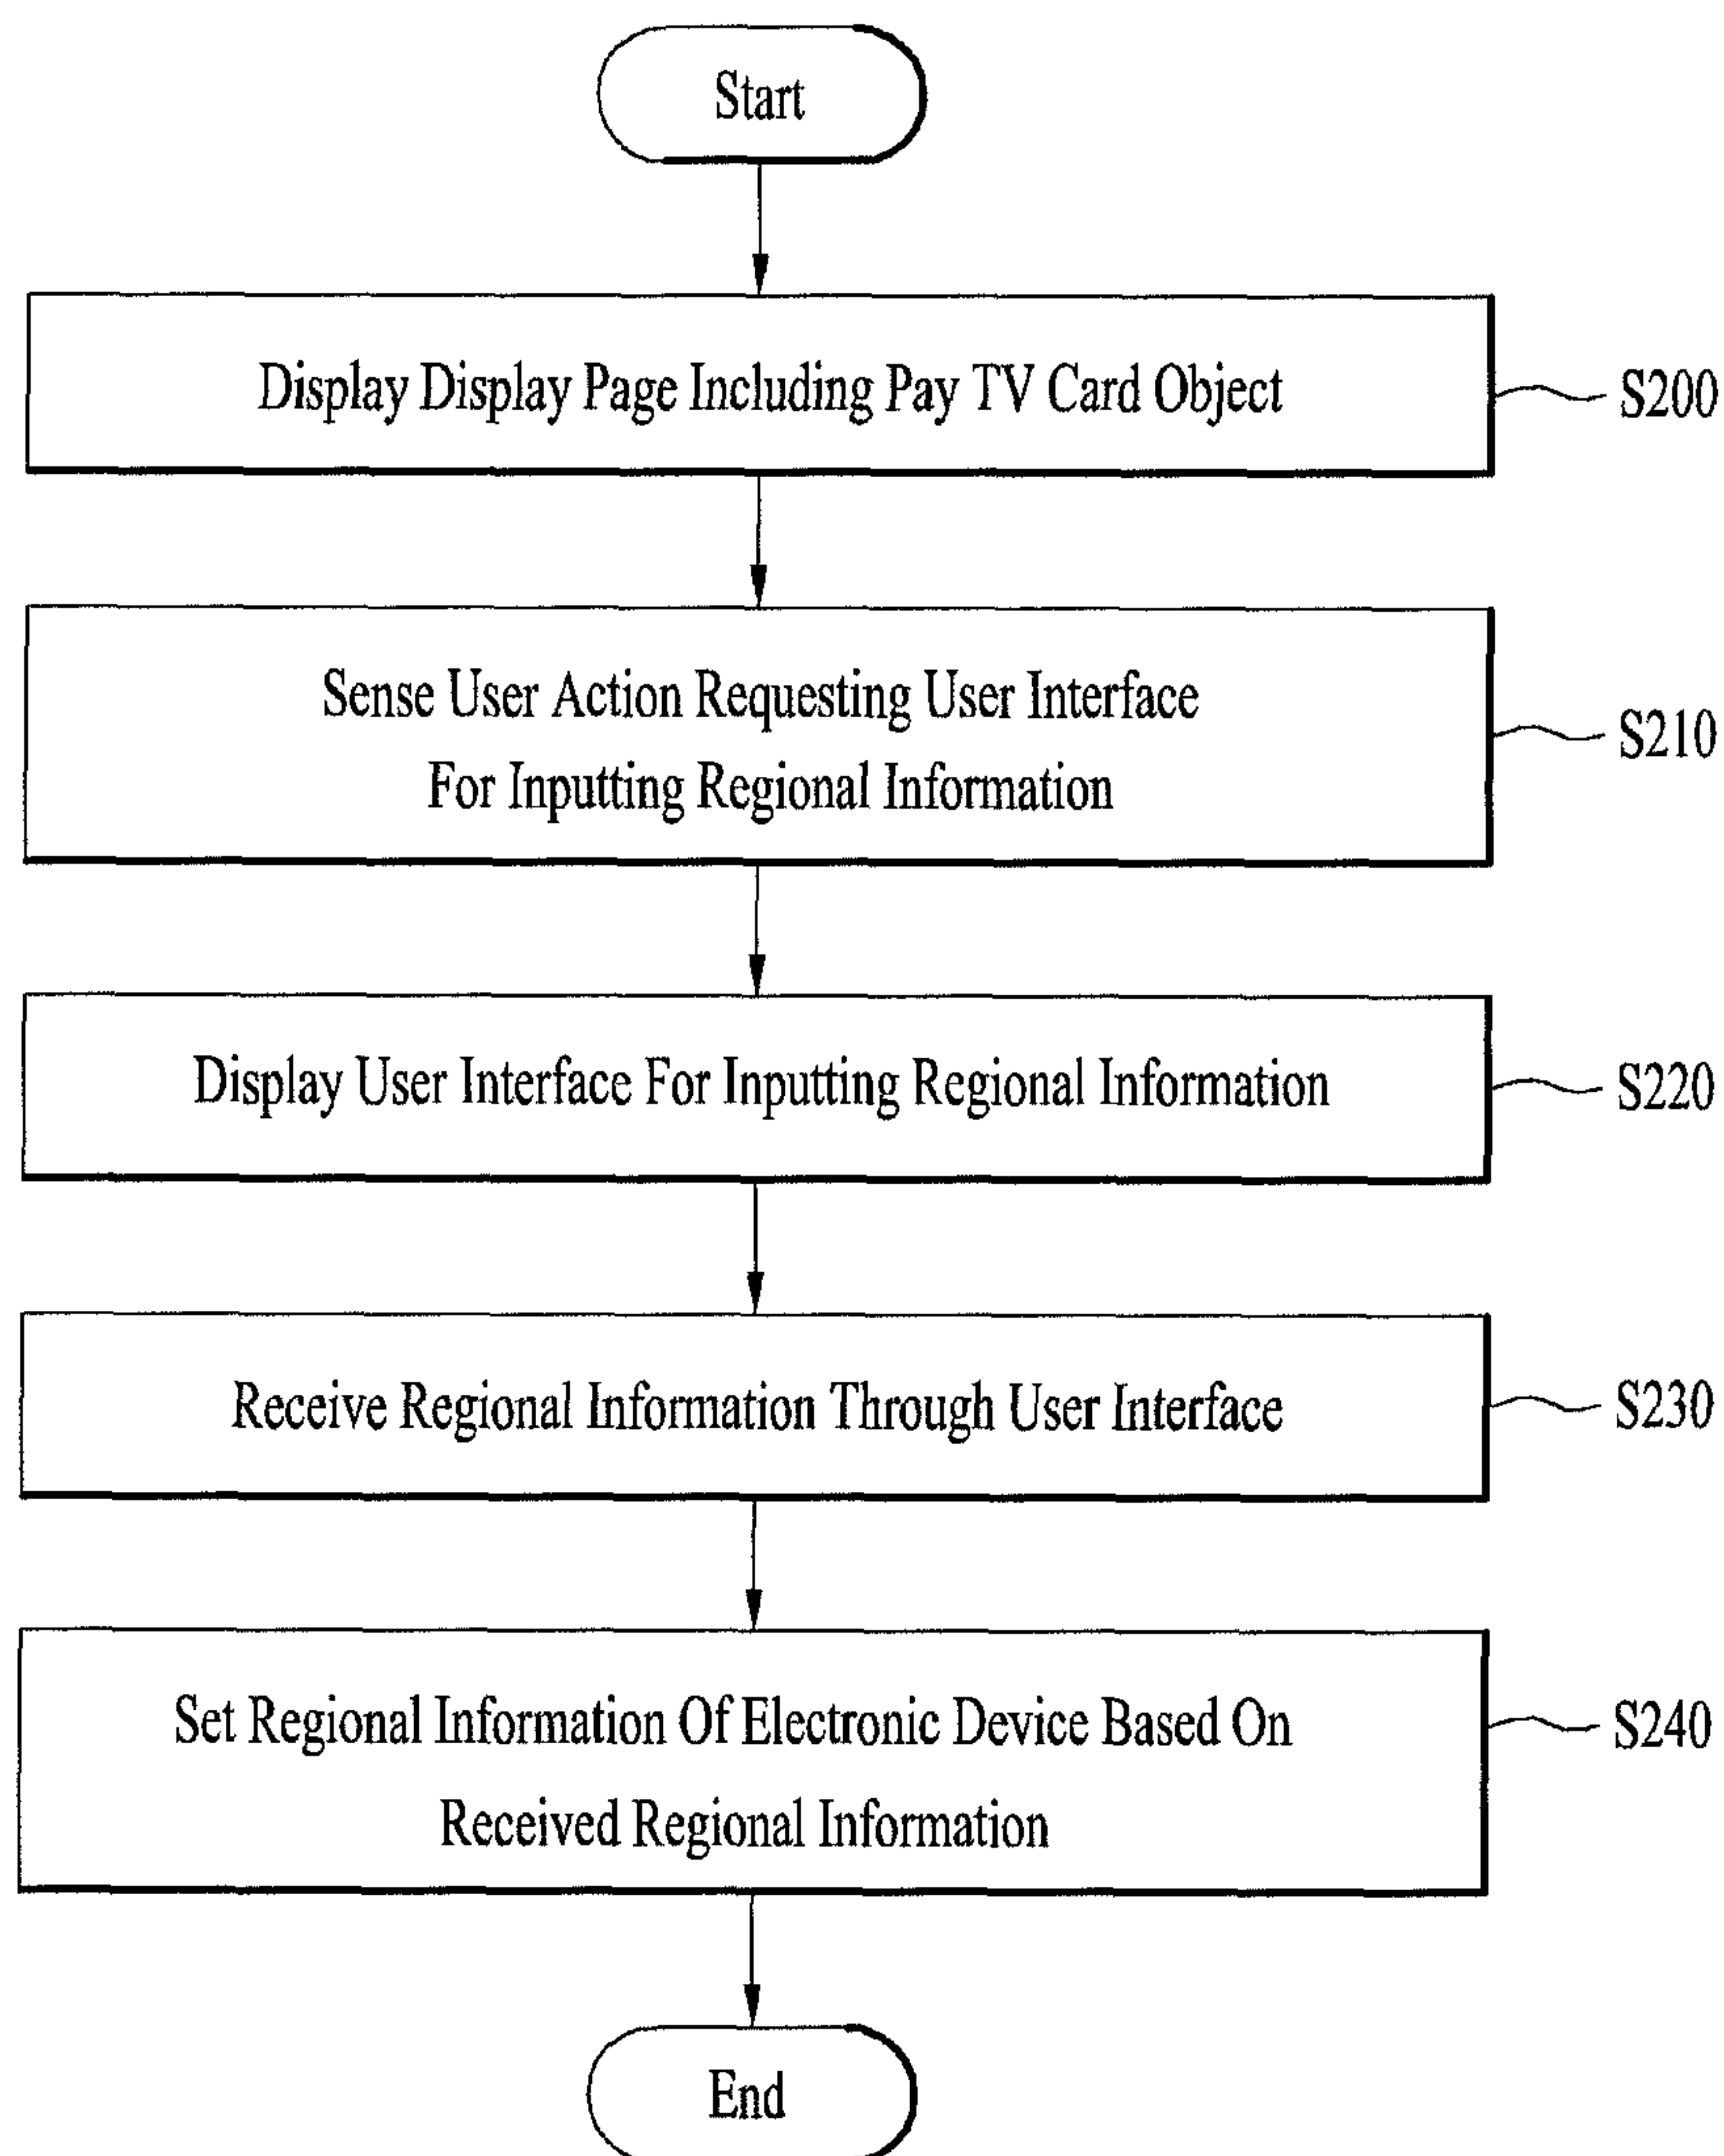 Start
Display Display Page Including Pay TV Card Object
S200
Sense User Action Requesting User Interface
For Inputting Regional Information
S210
Display User Interface For Inputting Regional Information
S220
Receive Regional Information Through User Interface
S230
Set Regional Information Of Electronic Device Based On
Received Regional Information
S240
End